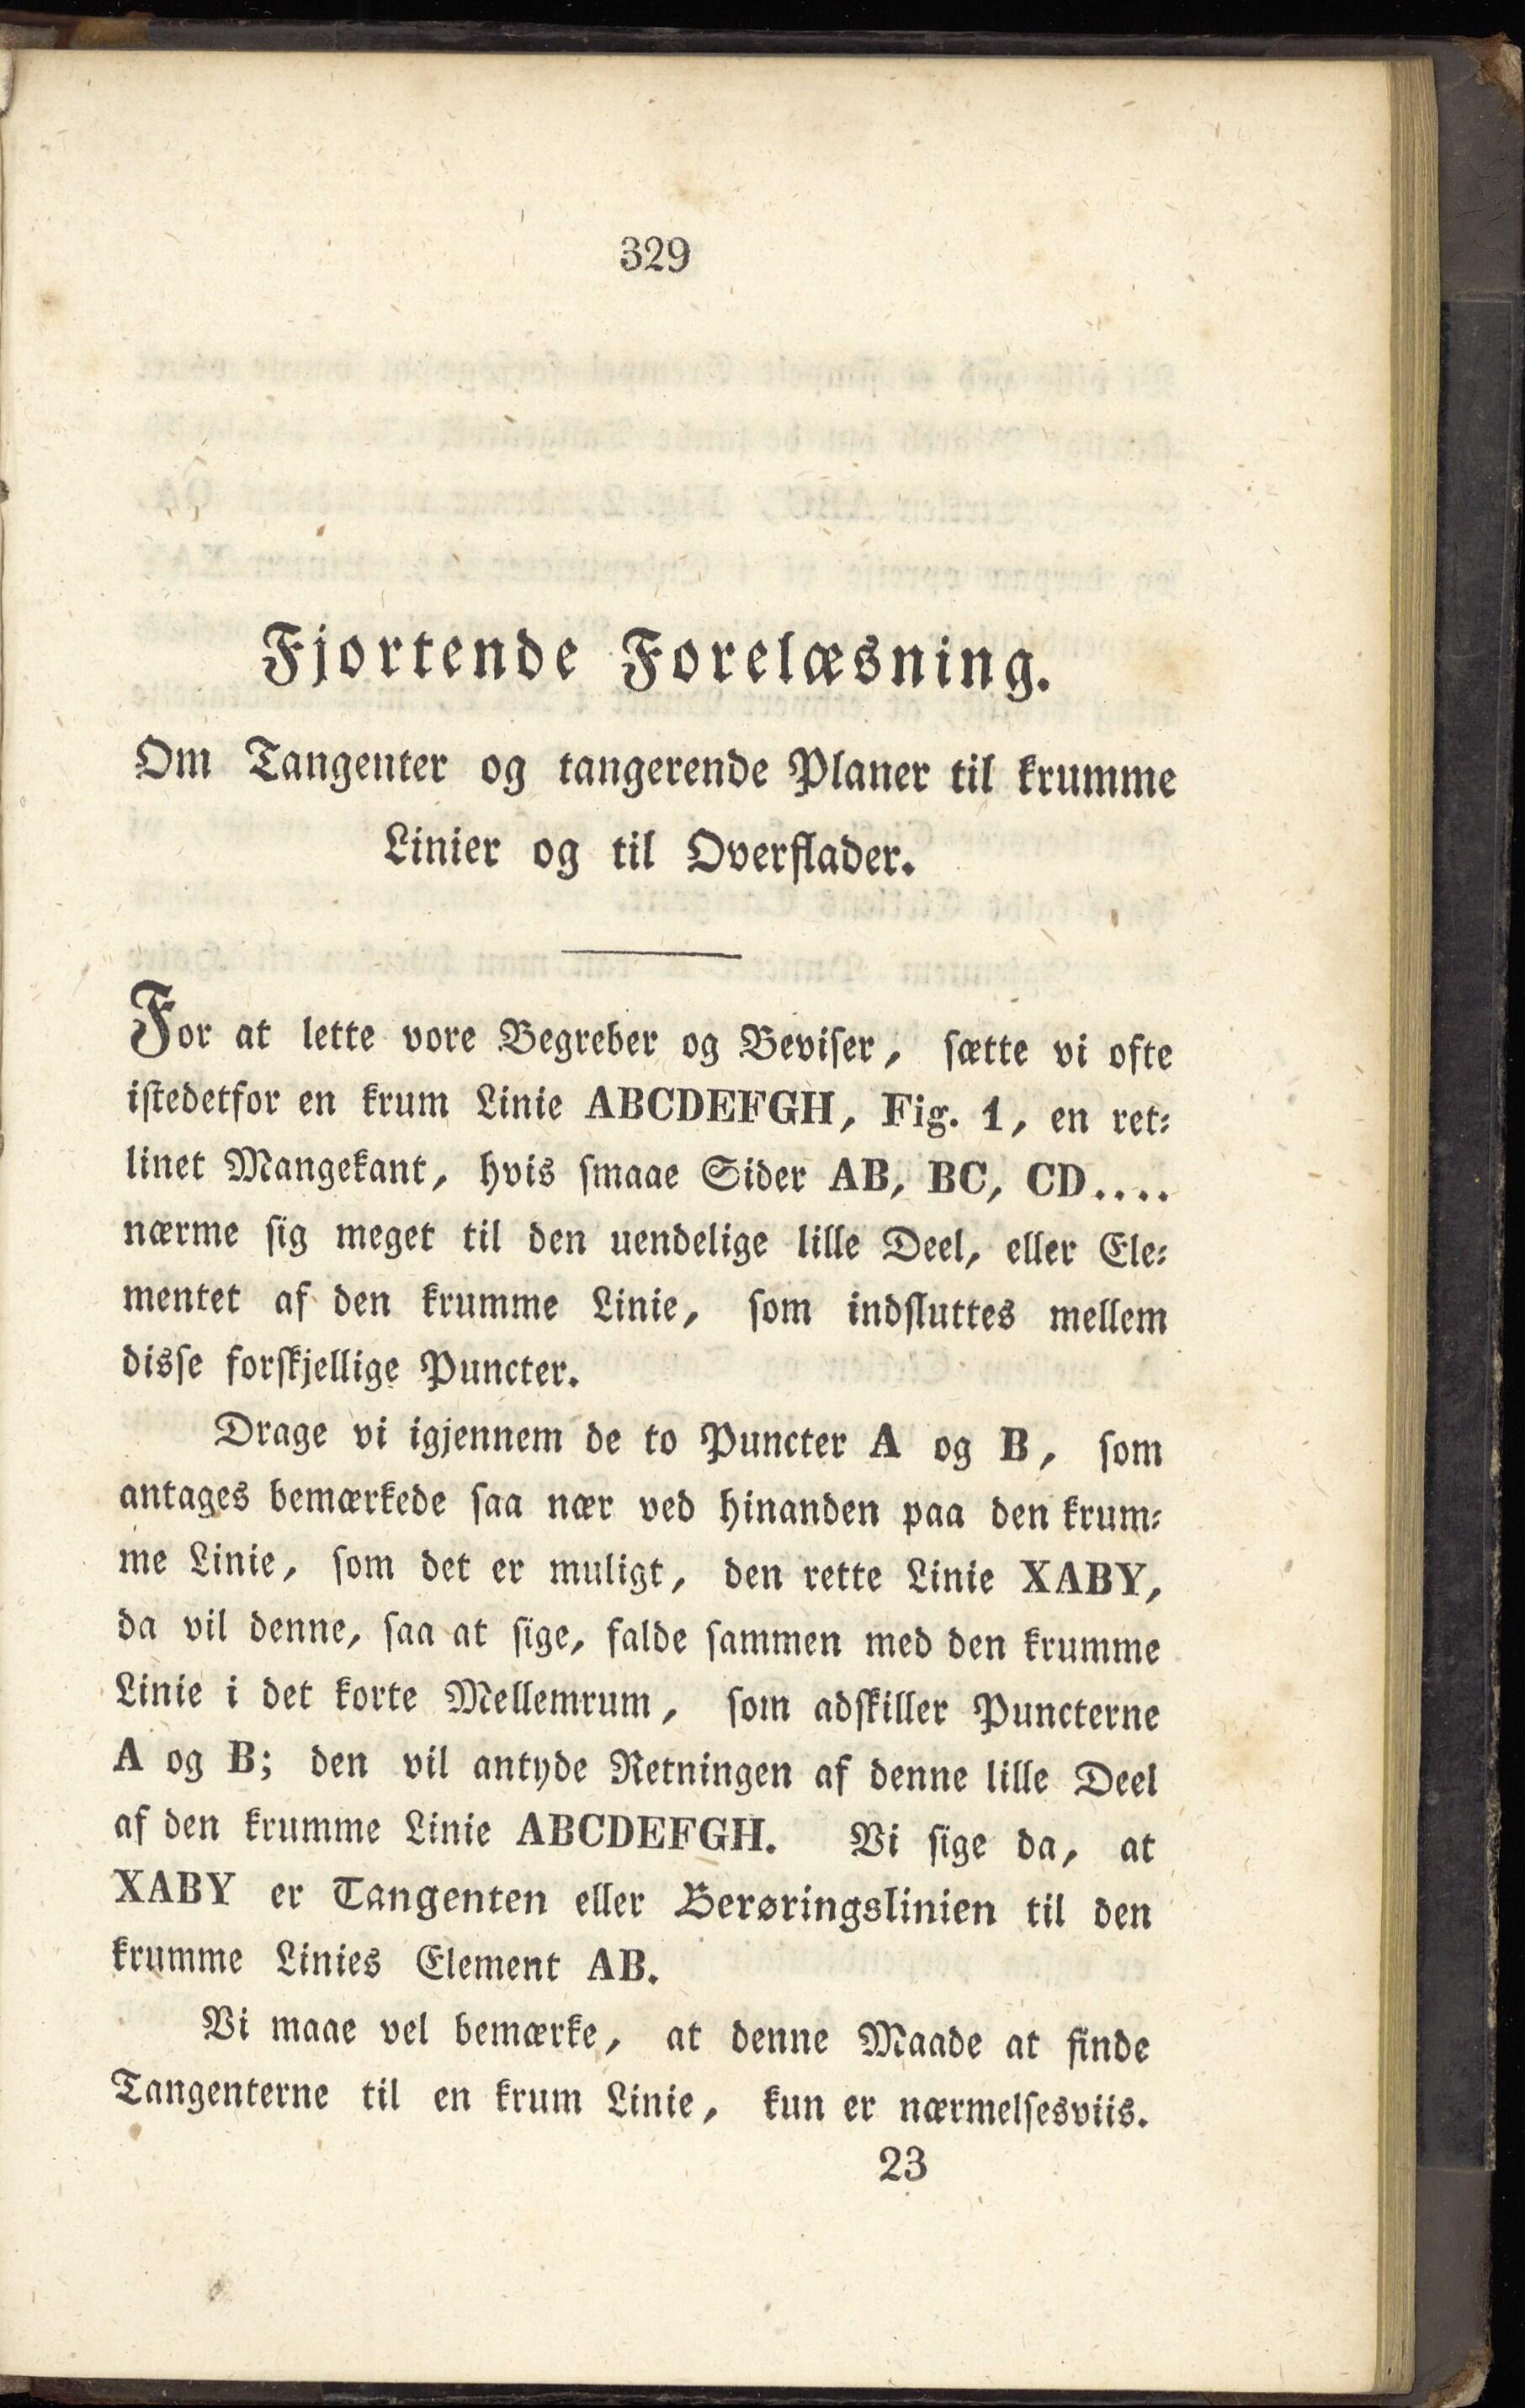 329
Fjortende Forelæsning.
Om Tangenter og tangerende Planer til krumme
Linier og til Overflader.
For at lette vore Begreber og Beviser, sætte vi ofte
istedetfor en krum Linie ABCDEFGH, Fig. 1, en ret-
linet Mangekant, hvis smaae Sider AB, BC, CD....
nærme sig meget til den uendelige lille Deel, eller Ele-
mentet af den krumme Linie, som indsluttes mellem
disse forskjellige Puncter.
Drage vi igjennem de to Puncter A og B, som
antages bemærkede saa nær ved hinanden paa den krum-
me Linie, som det er muligt, den rette Linie XABY,
da vil denne, saa at sige, falde sammen med den krumme
Linie i det korte Mellemrum, som adskiller Puncterne
A og B; den vil antyde Retningen af denne lille Deel
af den krumme Linie ABCDEFGH. Vi sige da, at
XABY er Tangenten eller Berøringslinien til den
krumme Linies Element AB.
Vi maae vel bemærke, at denne Maade at finde
Tangenterne til en krum Linie, kun er nærmelsesviis.
23